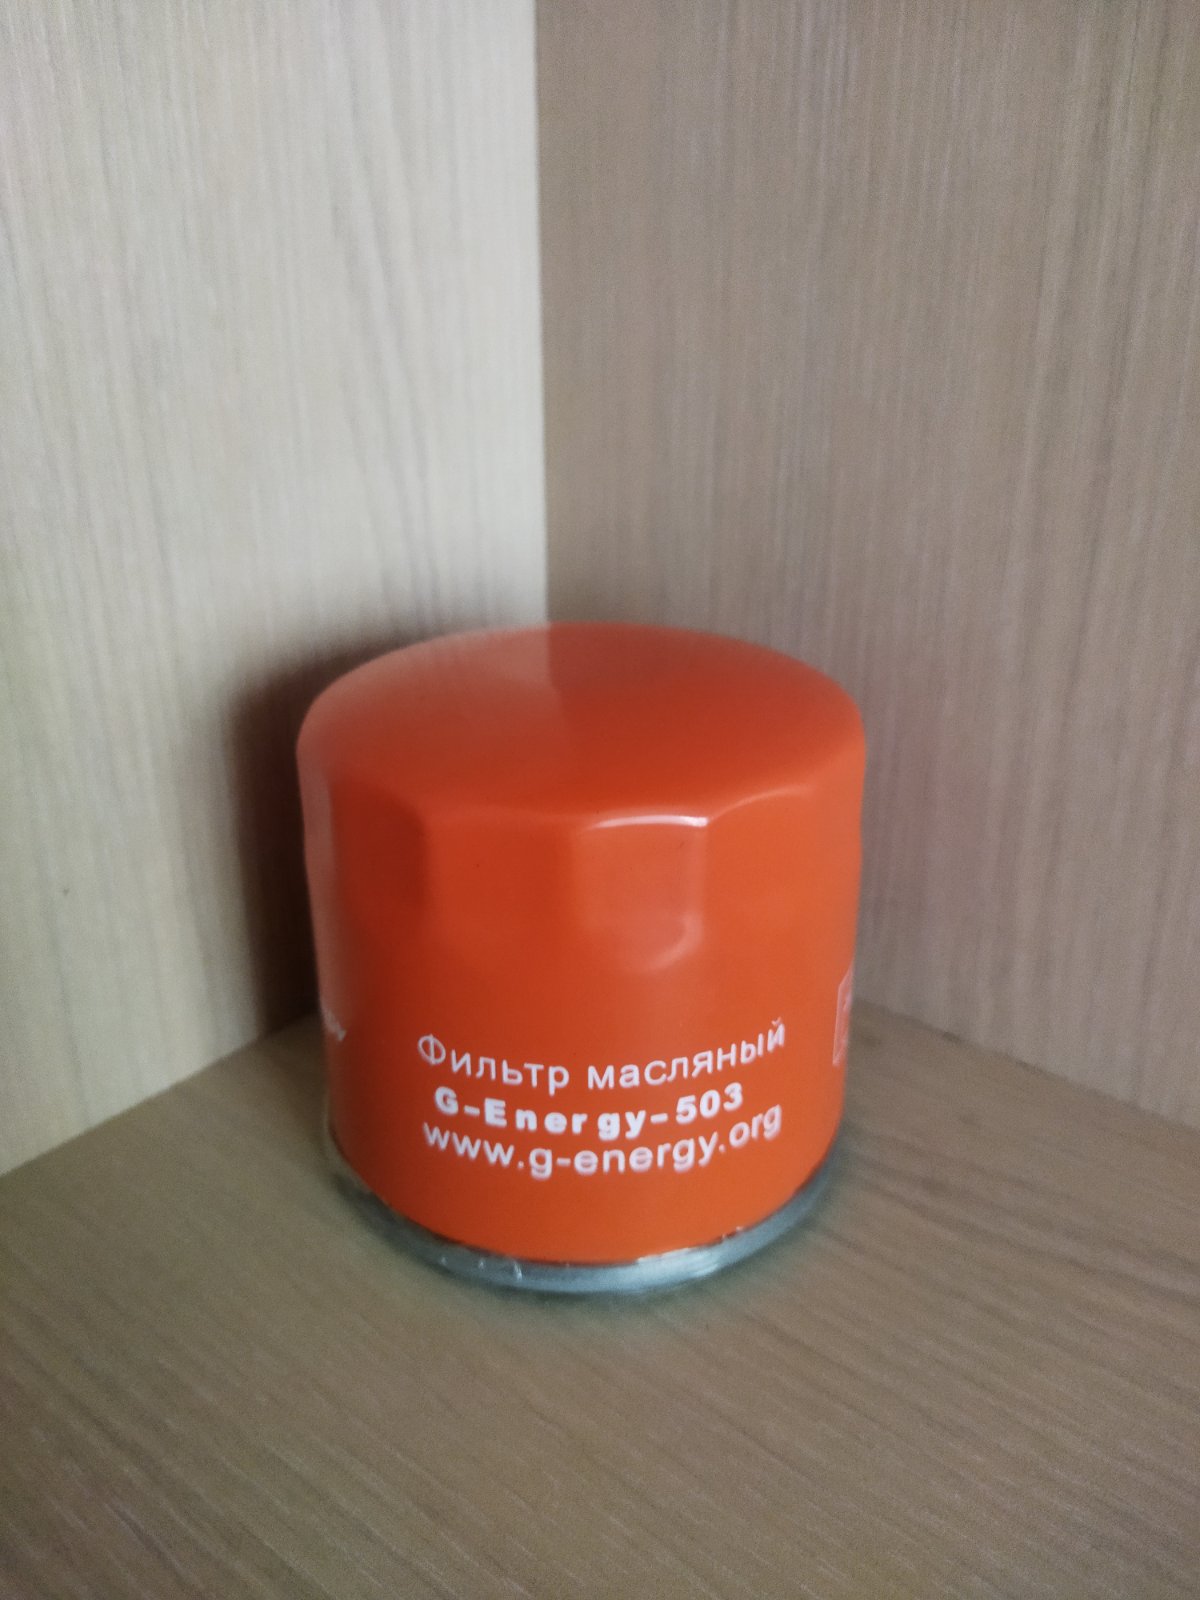 Фильтр масляный
G-Energy-503
www.g-energy.org